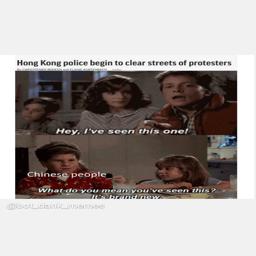 Hong Kong police begin to clear streets of protesters
Hey, I've seen this one!
Chinese people
What do you mean you've seen this?
It's brand new.